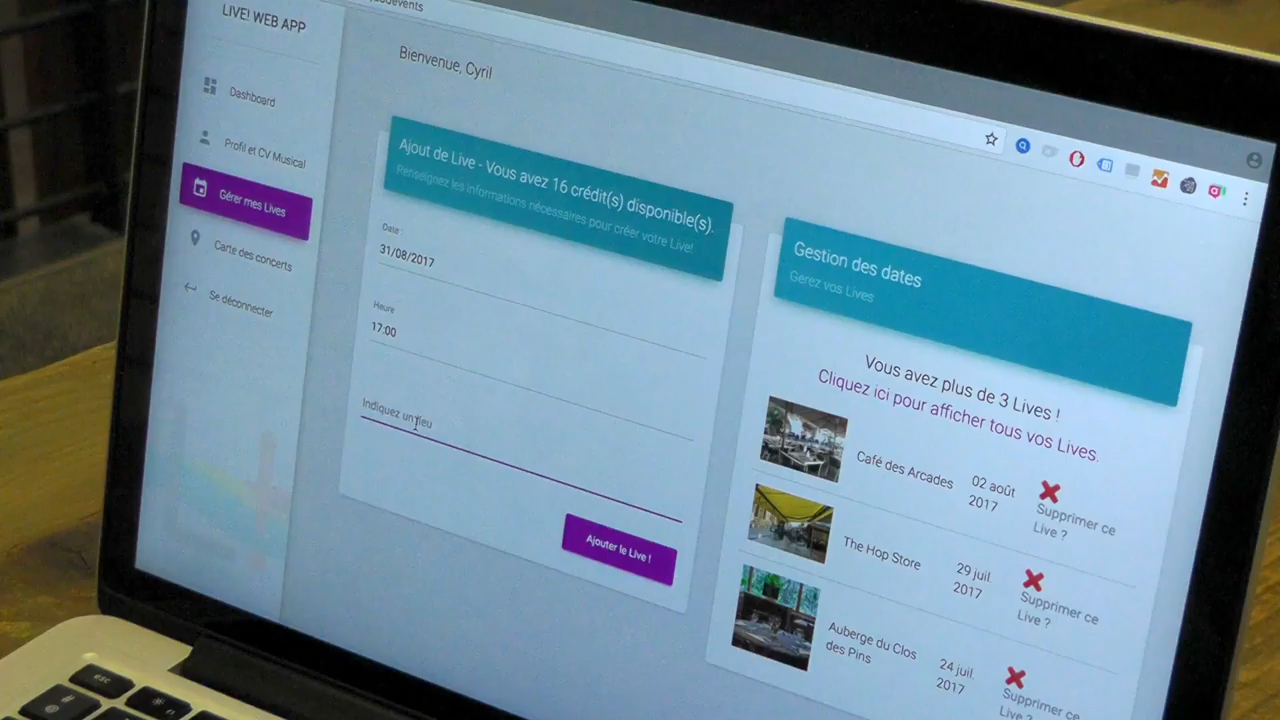 LIVE! WEB APP
Dashboard
Profil et CV Musical
Gérer mes Lives
Carte des concerts
Se déconnecter
Bienvenue, Cyril
Ajout de Live - Vous avez 16 crédit(s) disponible(s).
Renseignez les informations nécessaires pour créer votre Live!
Date :
31/08/2017
Heure
17:00
Indiquez un lieu
Ajouter le Live !
Gestion des dates
Gerez vos Lives
Vous avez plus de 3 Lives !
Cliquez ici pour afficher tous vos Lives.
Café des Arcades
02 août
2017
Supprimer ce
Live ?
The Hop Store
29 juil.
2017
Supprimer ce
Live ?
Auberge du Clos
des Pins
24 juil.
2017
Supprimer ce
Live ?
esc